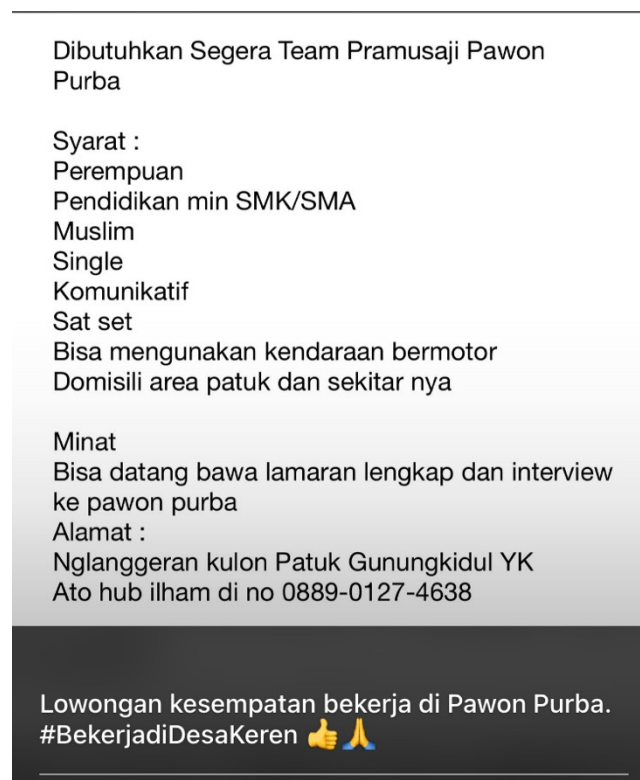 Dibutuhkan Segera Team Pramusaji Pawon
Purba
Syarat :
Perempuan
Pendidikan min SMK/SMA
Muslim
Single
Komunikatif
Sat set
Bisa mengunakan kendaraan bermotor
Domisili area patuk dan sekitar nya
Minat
Bisa datang bawa lamaran lengkap dan interview
ke pawon purba
Alamat :
Nglanggeran kulon Patuk Gunungkidul YK
Ato hub ilham di no 0889-0127-4638
Lowongan kesempatan bekerja di Pawon Purba.
#BekerjadiDesaKeren 👍🙏